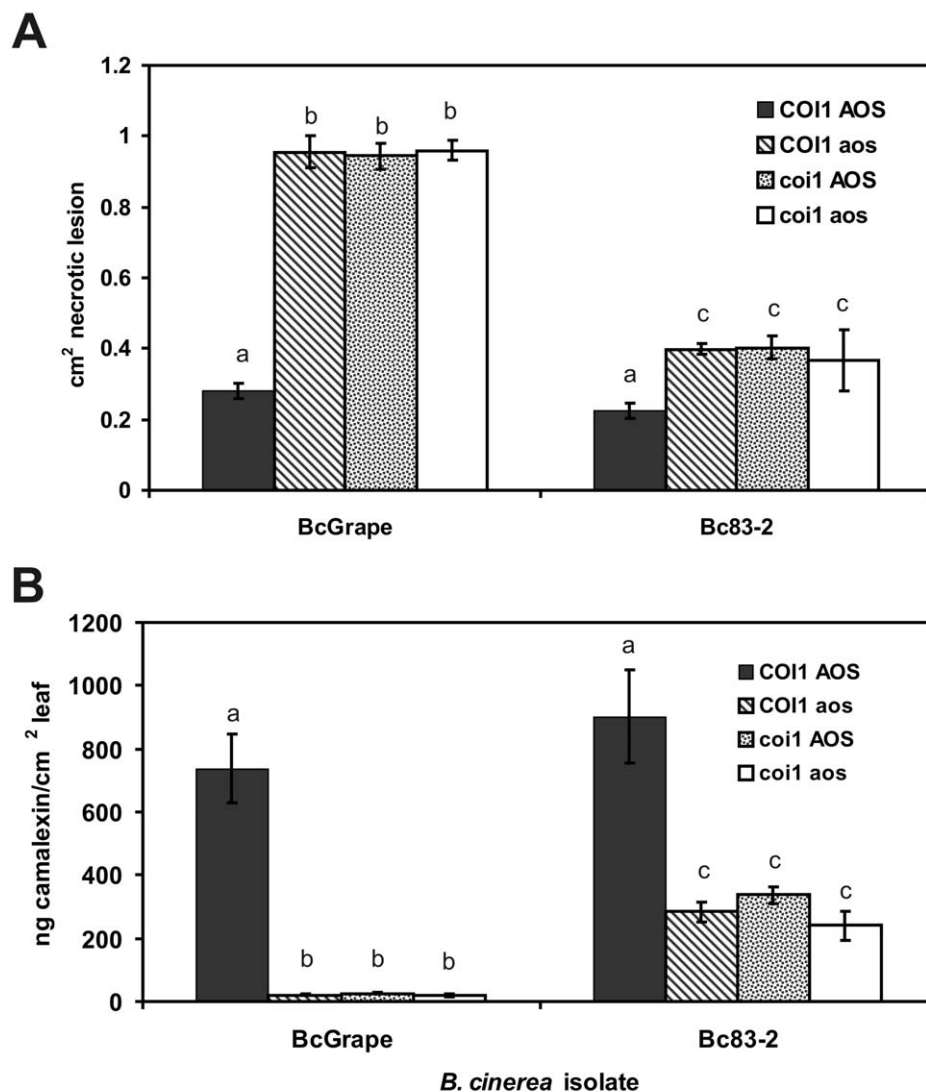 A
cm² necrotic lesion
1.2
1
0.8
0.6
0.4
0.2
0
COI1 AOS
COI1 aos
coi1 AOS
coi1 aos
a
b
b
b
a
c
c
c
BcGrape
Bc83-2
B
ng camalexin/cm ² leaf
1200
1000
800
600
400
200
0
COI1 AOS
COI1 aos
coi1 AOS
coi1 aos
a
b
b
b
a
c
c
c
BcGrape
Bc83-2
B. cinerea isolate